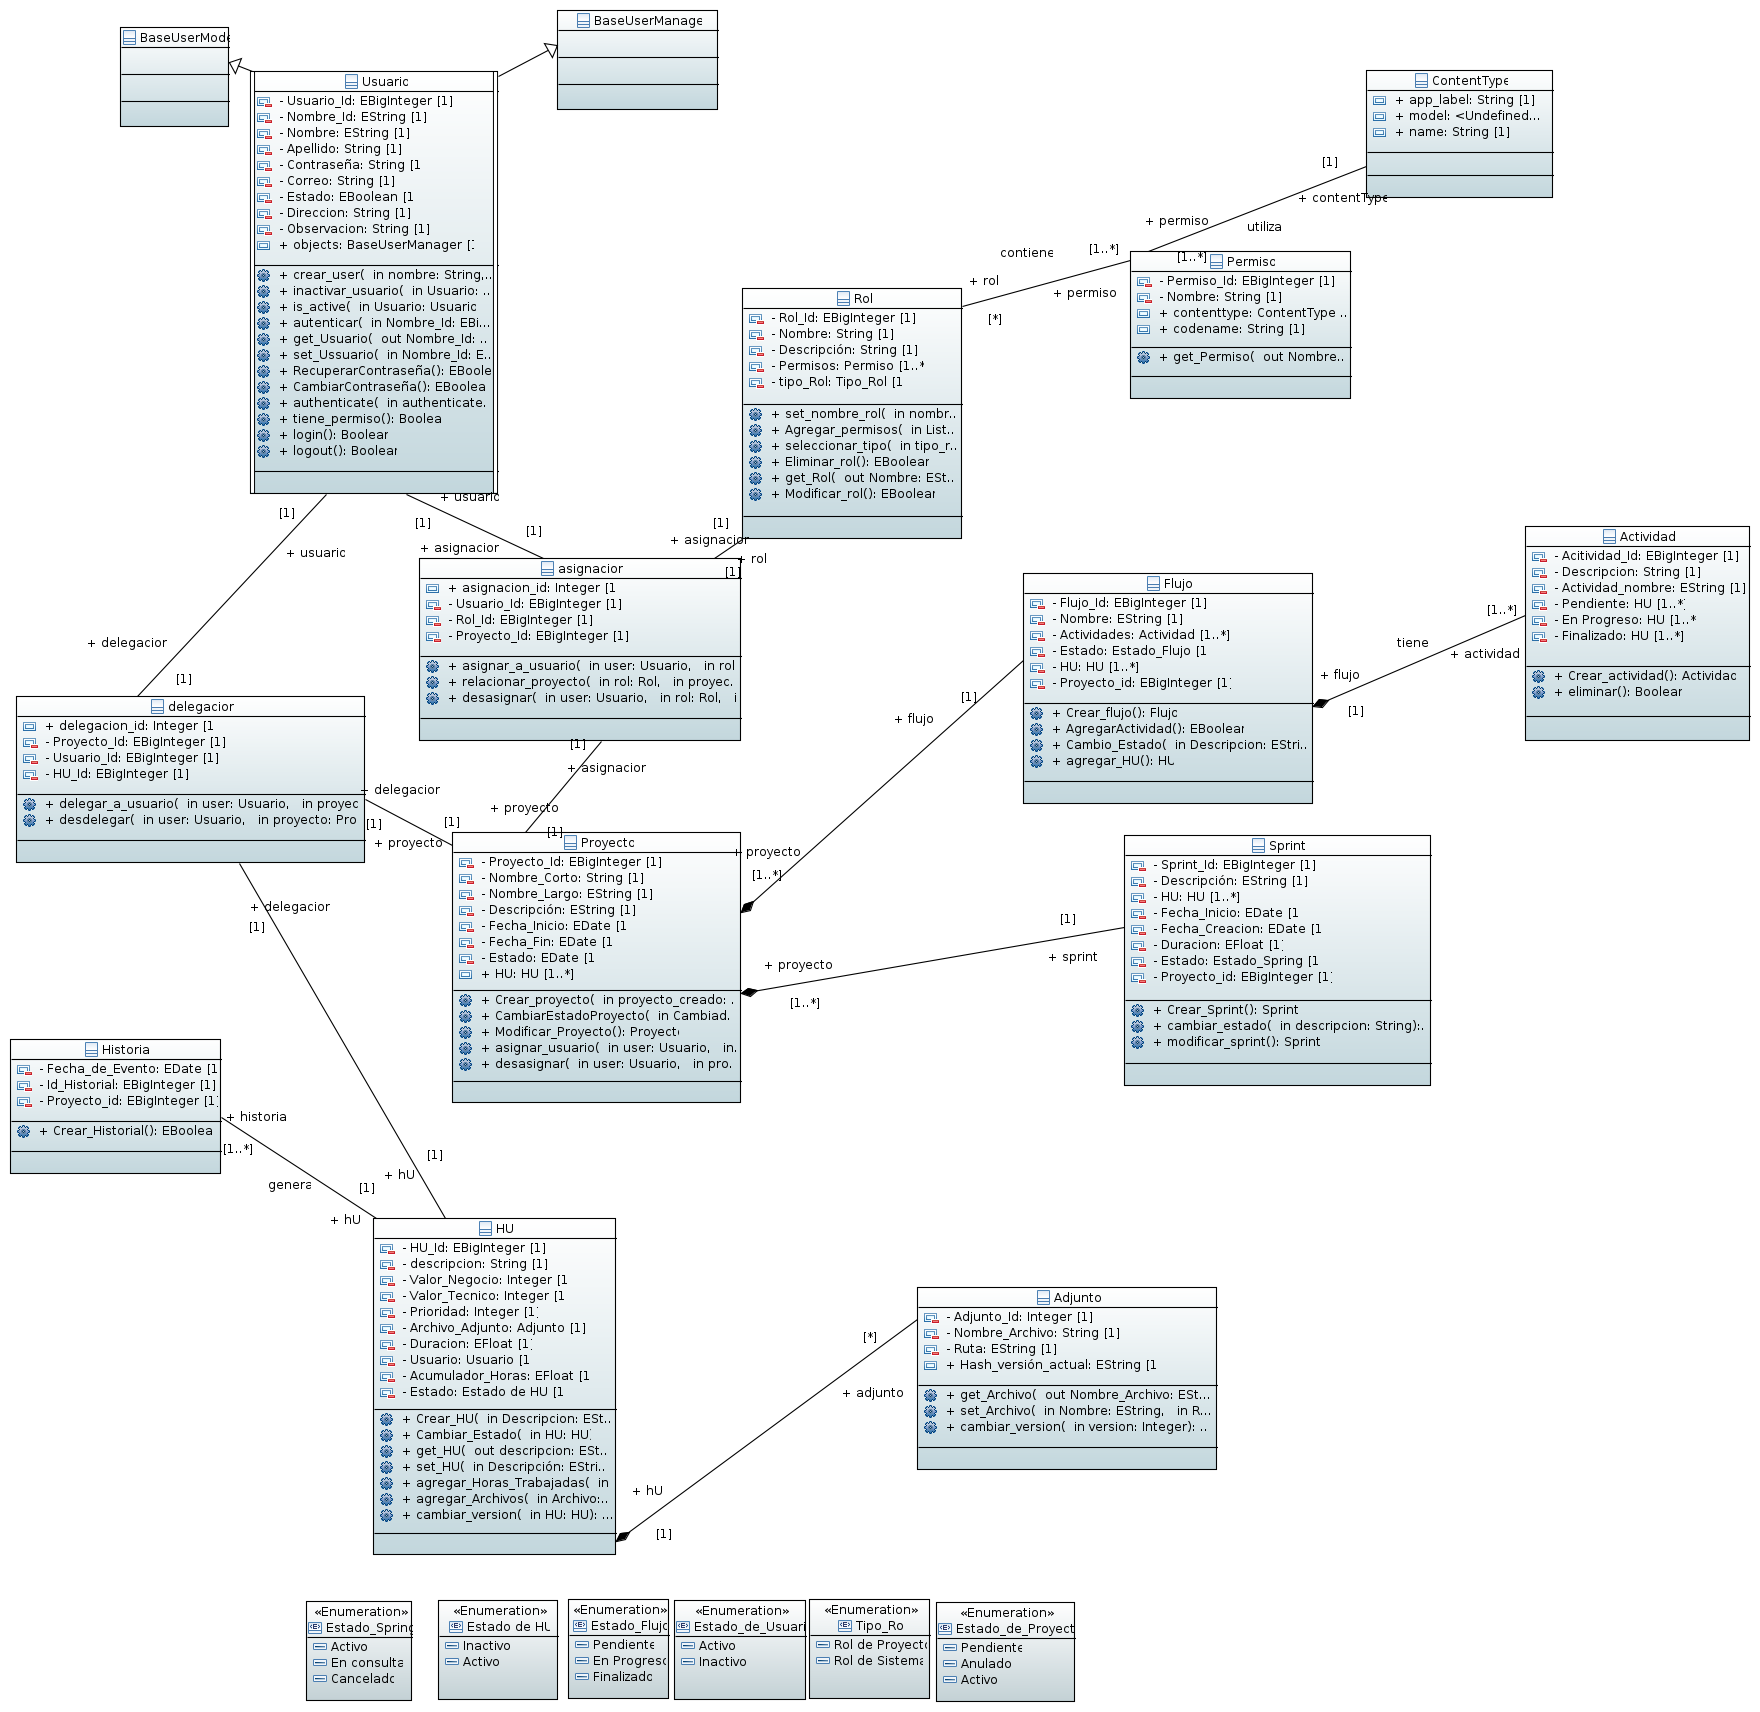 BaseUserMode
BaseUserManage
Usuaric
- Usuario_Id: EBigInteger [1]
- Nombre_Id: EString [1]
- Nombre: EString [1]
- Apellido: String [1]
- Contraseña: String [1
- Correo: String [1]
- Estado: EBoolean [1
- Direccion: String [1]
- Observacion: String [1]
+ objects: BaseUserManager [
+ crear_user(  in nombre: String,..
+ inactivar_usuario(  in Usuario: ..
+ is_active(  in Usuario: Usuaric
+ autenticar(  in Nombre_Id: EBi...
+ get_Usuario(  out Nombre_Id: ..
+ set_Ussuario(  in Nombre_Id: E..
+ RecuperarContraseña(): EBoole
+ CambiarContraseña(): EBoolea
+ authenticate(  in authenticate.
+ tiene_permiso(): Boolea
+ login(): Boolear
+ logout(): Boolear
ContentType
+ app_label: String [1]
+ model: <Undefined...
+ name: String [1]
[1]
+ contentType
+ permiso
utiliza
[1..*]
contiene
[1..*]
+ rol
+ permiso
[*]
Permisc
- Permiso_Id: EBigInteger [1]
- Nombre: String [1]
+ contenttype: ContentType ..
+ codename: String [1]
+ get_Permiso(  out Nombre..
Rol
- Rol_Id: EBigInteger [1]
- Nombre: String [1]
- Descripción: String [1]
- Permisos: Permiso [1..*
- tipo_Rol: Tipo_Rol [1
+ set_nombre_rol(  in nombr..
+ Agregar_permisos(  in List..
+ seleccionar_tipo(  in tipo_r..
+ Eliminar_rol(): EBoolear
+ get_Rol(  out Nombre: ESt..
+ Modificar_rol(): EBoolear
+ usuaric
[1]
[1]
+ usuaric
[1]
+ asignacior
[1]
+ asignacior
+ rol
[1]
+ delegacior
[1]
asignacior
+ asignacion_id: Integer [1
- Usuario_Id: EBigInteger [1]
- Rol_Id: EBigInteger [1]
- Proyecto_Id: EBigInteger [1]
+ asignar_a_usuario(  in user: Usuario,   in rol
+ relacionar_proyecto(  in rol: Rol,   in proyec.
+ desasignar(  in user: Usuario,   in rol: Rol,   i
[1]
+ asignacior
+ proyecto
[1]
delegacior
+ delegacion_id: Integer [1
- Proyecto_Id: EBigInteger [1]
- Usuario_Id: EBigInteger [1]
- HU_Id: EBigInteger [1]
+ delegar_a_usuario(  in user: Usuario,   in proyec
+ desdelegar(  in user: Usuario,   in proyecto: Pro
+ delegacior
[1]
[1]
+ proyecto
+ delegacior
[1]
Flujo
- Flujo_Id: EBigInteger [1]
- Nombre: EString [1]
- Actividades: Actividad [1..*]
- Estado: Estado_Flujo [1
- HU: HU [1..*]
- Proyecto_id: EBigInteger [1]
+ Crear_flujo(): Flujc
+ AgregarActividad(): EBoolear
+ Cambio_Estado(  in Descripcion: EStri..
+ agregar_HU(): HU
Actividad
- Acitividad_Id: EBigInteger [1]
- Descripcion: String [1]
- Actividad_nombre: EString [1]
- Pendiente: HU [1..*]
- En Progreso: HU [1..*
- Finalizado: HU [1..*]
+ Crear_actividad(): Actividac
+ eliminar(): Boolear
[1..*]
tiene
+ actividad
+ flujo
[1]
[1]
+ flujo
+ proyecto
[1..*]
Proyectc
- Proyecto_Id: EBigInteger [1]
- Nombre_Corto: String [1]
- Nombre_Largo: EString [1]
- Descripción: EString [1]
- Fecha_Inicio: EDate [1
- Fecha_Fin: EDate [1
- Estado: EDate [1
+ HU: HU [1..*]
+ Crear_proyecto(  in proyecto_creado: .
+ CambiarEstadoProyecto(  in Cambiad.
+ Modificar_Proyecto(): Proyectc
+ asignar_usuario(  in user: Usuario,   in.
+ desasignar(  in user: Usuario,   in pro.
Sprint
- Sprint_Id: EBigInteger [1]
- Descripción: EString [1]
- HU: HU [1..*]
- Fecha_Inicio: EDate [1
- Fecha_Creacion: EDate [1
- Duracion: EFloat [1]
- Estado: Estado_Spring [1
- Proyecto_id: EBigInteger [1]
+ Crear_Sprint(): Sprint
+ cambiar_estado(  in descripcion: String):.
+ modificar_sprint(): Sprint
[1]
+ sprint
+ proyecto
[1..*]
Historia
- Fecha_de_Evento: EDate [1
- Id_Historial: EBigInteger [1]
- Proyecto_id: EBigInteger [1]
+ Crear_Historial(): EBoolea
+ historia
[1..*]
genera
[1]
+ hU
[1]
+ hU
HU
- HU_Id: EBigInteger [1]
- descripcion: String [1]
- Valor_Negocio: Integer [1
- Valor_Tecnico: Integer [1
- Prioridad: Integer [1]
- Archivo_Adjunto: Adjunto [1]
- Duracion: EFloat [1]
- Usuario: Usuario [1
- Acumulador_Horas: EFloat [1
- Estado: Estado de HU [1
+ Crear_HU(  in Descripcion: ESt..
+ Cambiar_Estado(  in HU: HU)
+ get_HU(  out descripcion: ESt..
+ set_HU(  in Descripción: EStri..
+ agregar_Horas_Trabajadas(  in
+ agregar_Archivos(  in Archivo:..
+ cambiar_version(  in HU: HU): ...
Adjunto
- Adjunto_Id: Integer [1]
- Nombre_Archivo: String [1]
- Ruta: EString [1]
+ Hash_versión_actual: EString [1
+ get_Archivo(  out Nombre_Archivo: ESt...
+ set_Archivo(  in Nombre: EString,   in R...
+ cambiar_version(  in version: Integer): ..
[*]
+ adjunto
+ hU
[1]
«Enumeration»
Estado_Spring
Activo
En consulta
Canceladc
«Enumeration»
Estado de HU
Inactivo
Activo
«Enumeration»
Estado_Flujc
Pendiente
En Progresc
Finalizadc
«Enumeration»
Estado_de_Usuari
Activo
Inactivo
«Enumeration»
Tipo_Ro
Rol de Proyectc
Rol de Sistema
«Enumeration»
Estado_de_Proyect
Pendiente
Anulado
Activo